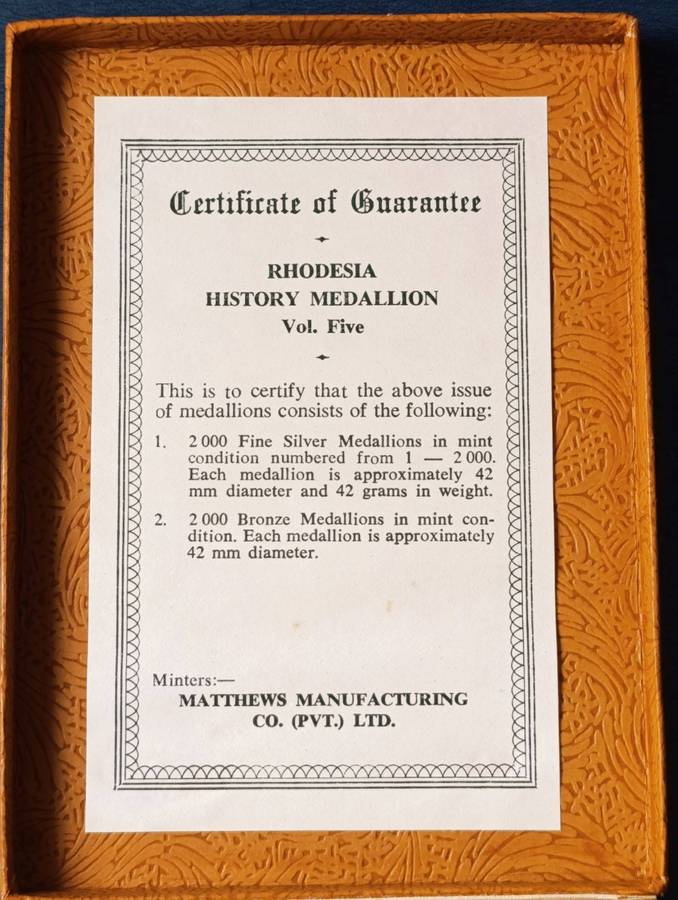 Certificate of Guarantee
RHODESIA
HISTORY MEDALLION
Vol. Five
This is to certify that the above issue
of medallions consists of the following:
1. 2 000 Fine Silver Medallions in mint
condition numbered from 1 — 2 000.
Each medallion is approximately 42
mm diameter and 42 grams in weight.
2. 2 000 Bronze Medallions in mint con-
dition. Each medallion is approximately
42 mm diameter.
Minters:—
MATTHEWS MANUFACTURING
CO. (PVT.) LTD.